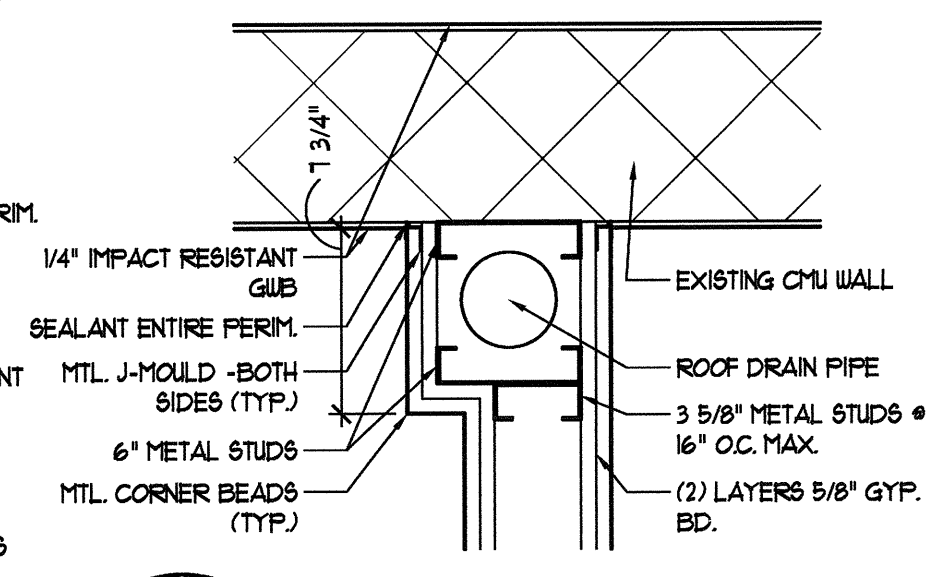 7 3/4"
RIM.
1/4" IMPACT RESISTANT
GWB
SEALANT ENTIRE PERIM.
NT
MTL. J-MOULD -BOTH
SIDES (TYP.)
6" METAL STUDS
MTL. CORNER BEADS
(TYP.)
S
EXISTING CMU WALL
ROOF DRAIN PIPE
3 5/8" METAL STUDS @
16" O.C. MAX.
(2) LAYERS 5/8" GYP.
BD.